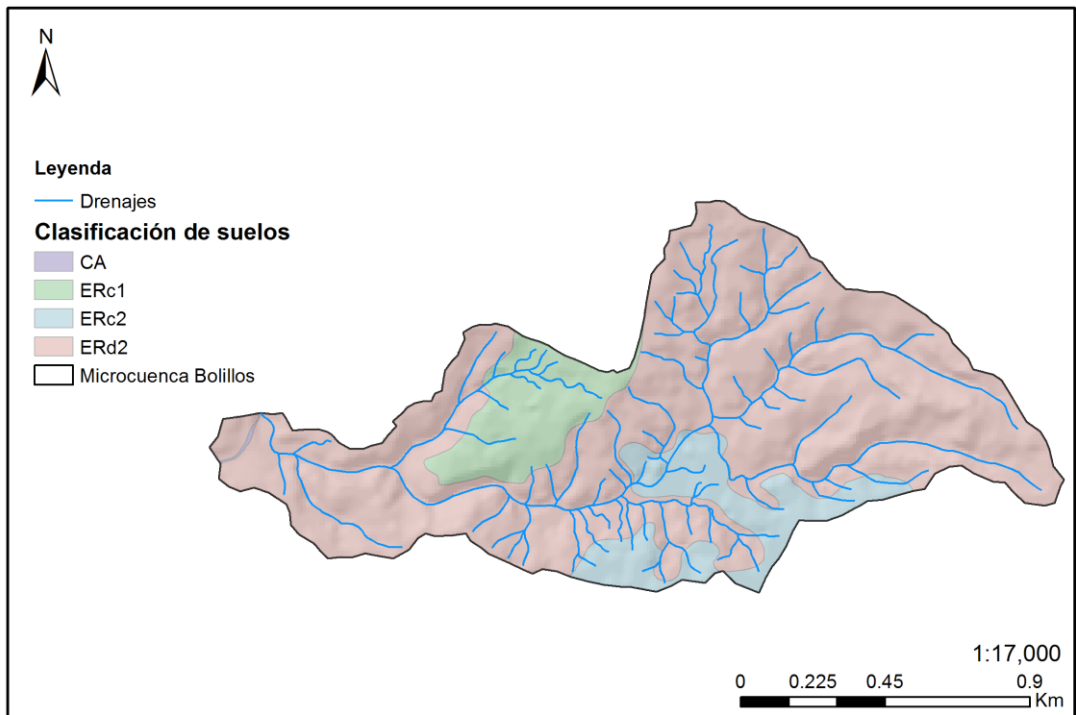 N
Leyenda
Drenajes
Clasificación de suelos
CA
ERc1
ERc2
ERd2
Microcuenca Bolillos
1:17,000
0 0.225 0.45 0.9
Km